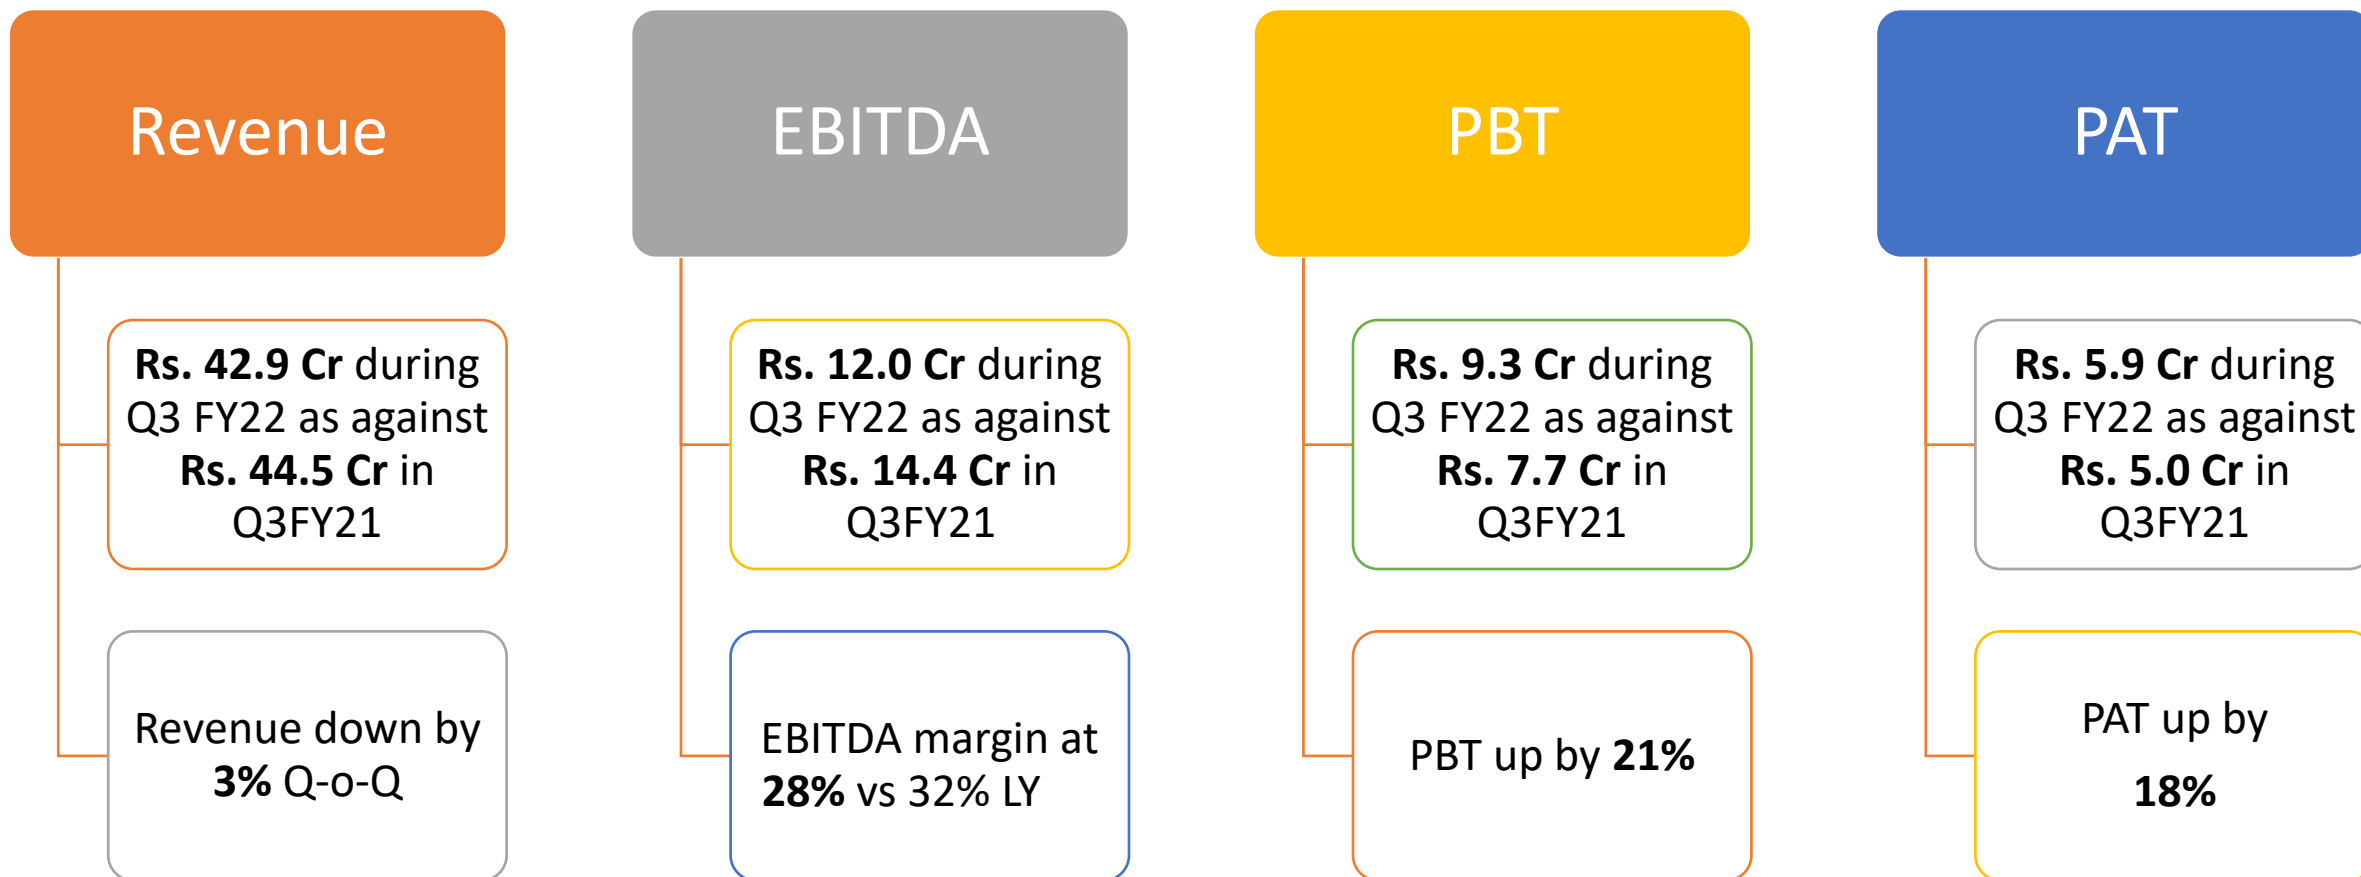 Revenue
Rs. 42.9 Cr during
Q3 FY22 as against
Rs. 44.5 Cr in
Q3FY21
Revenue down by
3% Q-o-Q
EBITDA
Rs. 12.0 Cr during
Q3 FY22 as against
Rs. 14.4 Cr in
Q3FY21
EBITDA margin at
28% vs 32% LY
PBT
Rs. 9.3 Cr during
Q3 FY22 as against
Rs. 7.7 Cr in
Q3FY21
PBT up by 21%
PAT
Rs. 5.9 Cr during
Q3 FY22 as against
Rs. 5.0 Cr in
Q3FY21
PAT up by
18%